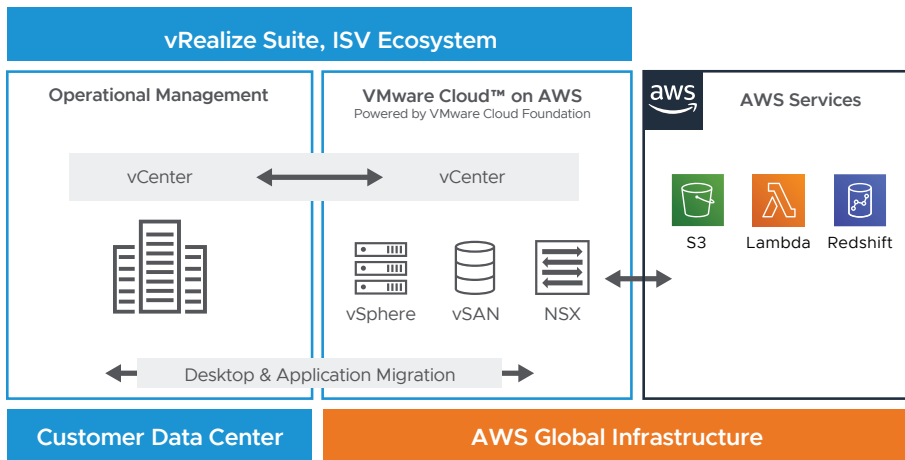 vRealize Suite, ISV Ecosystem
Operational Management
VMware Cloud™ on AWS
Powered by VMware Cloud Foundation
aws
AWS Services
vCenter
vCenter
S3
Lambda
Redshift
vSphere
vSAN
NSX
Desktop & Application Migration
Customer Data Center
AWS Global Infrastructure